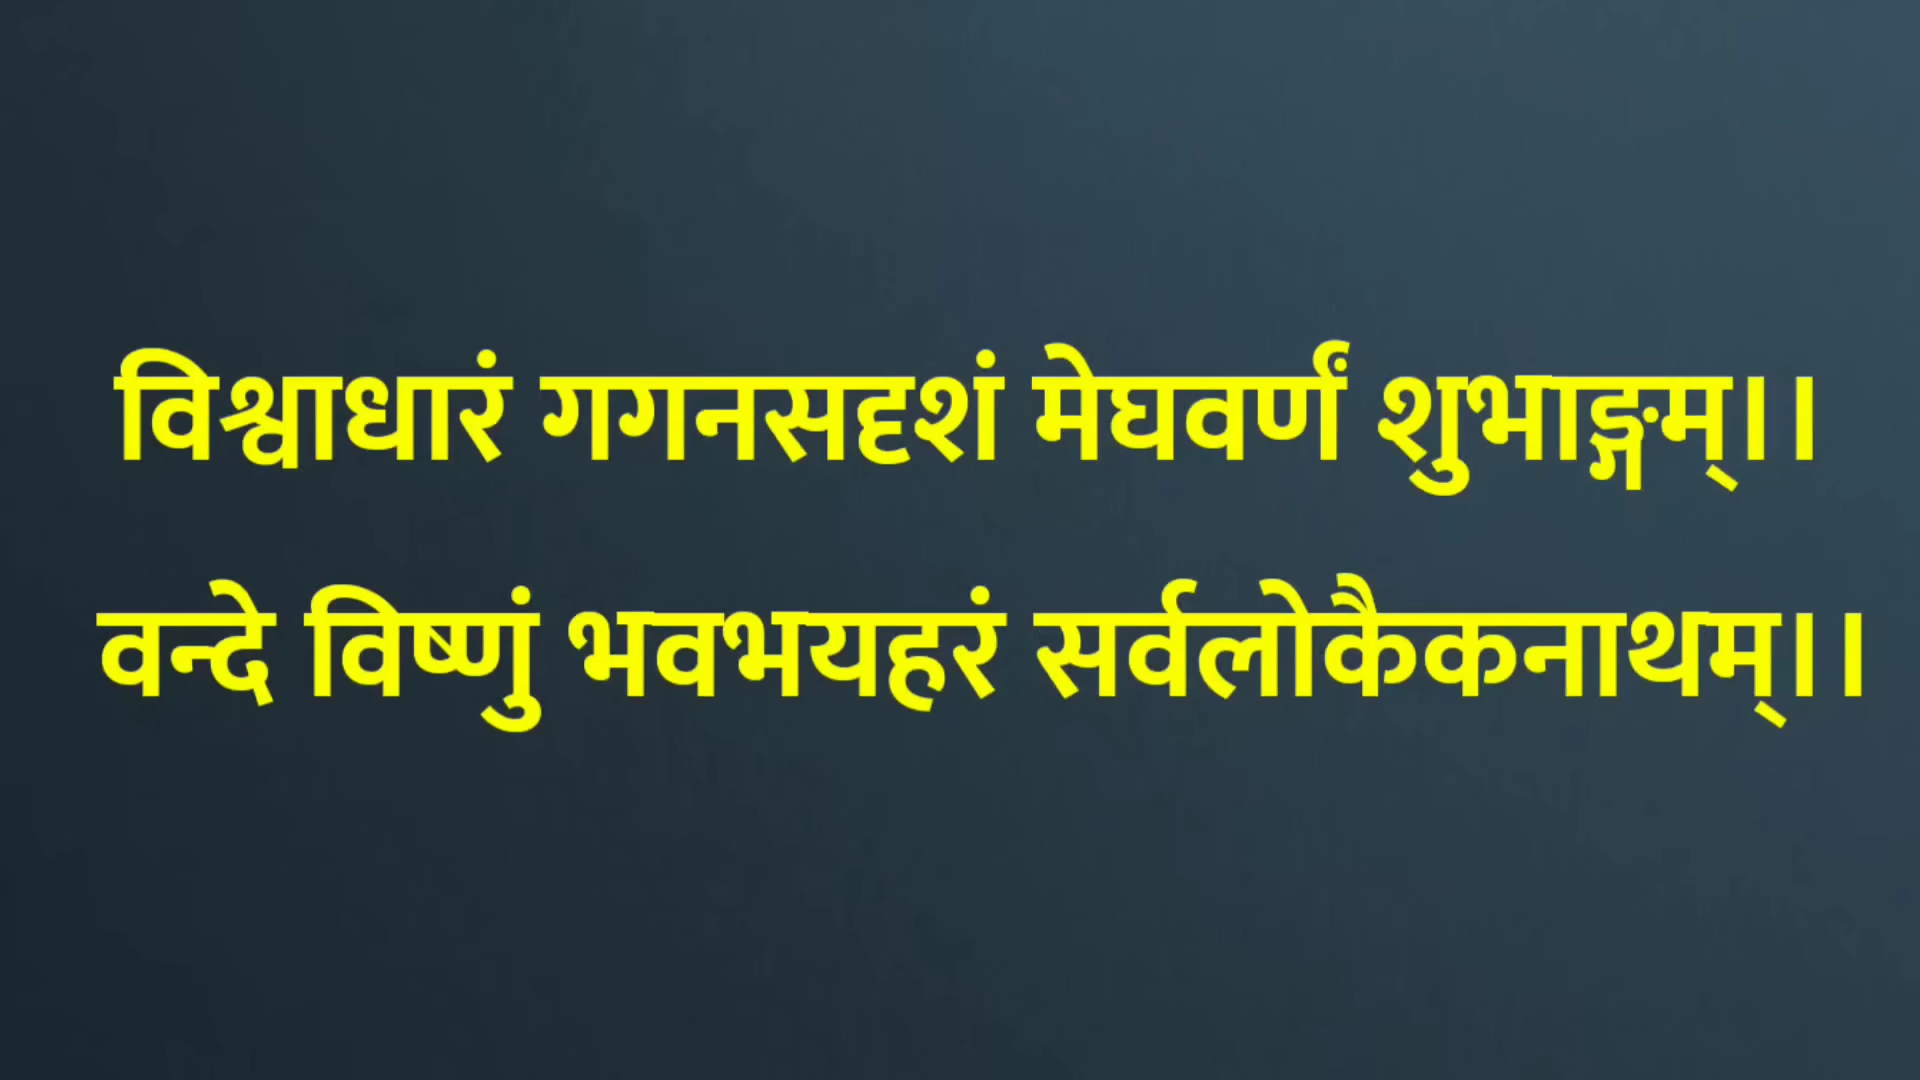 विश्वाधारं गगनसदृशं मेघवर्णं शुभाङ्गम्।।
वन्दे विष्णुं भवभयहरं सर्वलोकैकनाथम्।।